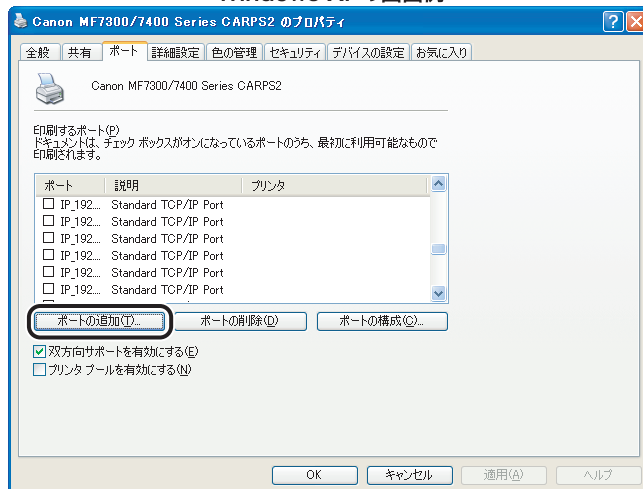 Canon MF7300/7400 Series CARPS2 のプロパティ
全般 共有 ポート 詳細設定 色の管理 セキュリティ デバイスの設定 お気に入り
Canon MF7300/7400 Series CARPS2
印刷するポート(P)
ドキュメントは、チェック ボックスがオンになっているポートのうち、最初に利用可能なもので
印刷されます。
ポート 説明 プリンタ
IP_192... Standard TCP/IP Port
IP_192... Standard TCP/IP Port
IP_192... Standard TCP/IP Port
IP_192... Standard TCP/IP Port
IP_192... Standard TCP/IP Port
IP_192... Standard TCP/IP Port
ポートの追加(T)... ポートの削除(D) ポートの構成(C)...
双方向サポートを有効にする(E)
プリンタ プールを有効にする(N)
OK キャンセル 適用(A) ヘルプ